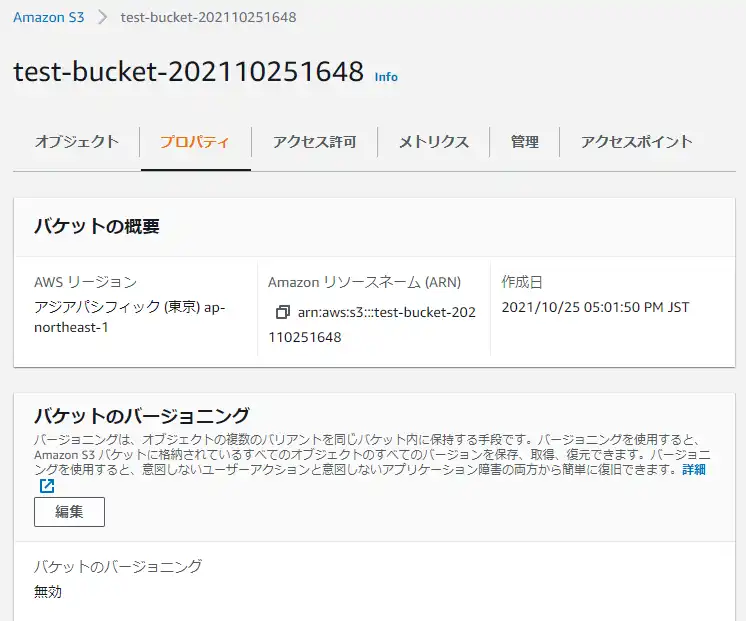 Amazon S3 > test-bucket-202110251648
test-bucket-202110251648 Info
オブジェクト プロパティ アクセス許可 メトリクス 管理 アクセスポイント
バケットの概要
AWS リージョン
アジアパシフィック (東京) ap-
northeast-1
Amazon リソースネーム (ARN)
arn:aws:s3:::test-bucket-202
110251648
作成日
2021/10/25 05:01:50 PM JST
バケットのバージョニング
バージョニングは、オブジェクトの複数のバリアントを同じバケット内に保持する手段です。バージョニングを使用すると、
Amazon S3 バケットに格納されているすべてのオブジェクトのすべてのバージョンを保存、取得、復元できます。バージョニ
ングを使用すると、意図しないユーザーアクションと意図しないアプリケーション障害の両方から簡単に復旧できます。詳細
編集
バケットのバージョニング
無効